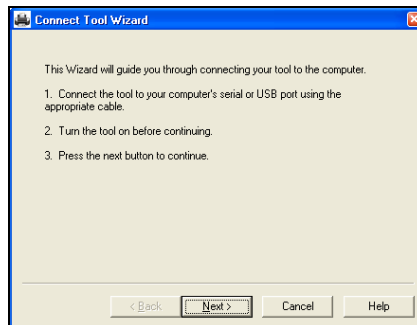 Connect Tool Wizard
This Wizard will guide you through connecting your tool to the computer.
1. Connect the tool to your computer's serial or USB port using the
appropriate cable.
2. Turn the tool on before continuing.
3. Press the next button to continue.
< Back Next > Cancel Help